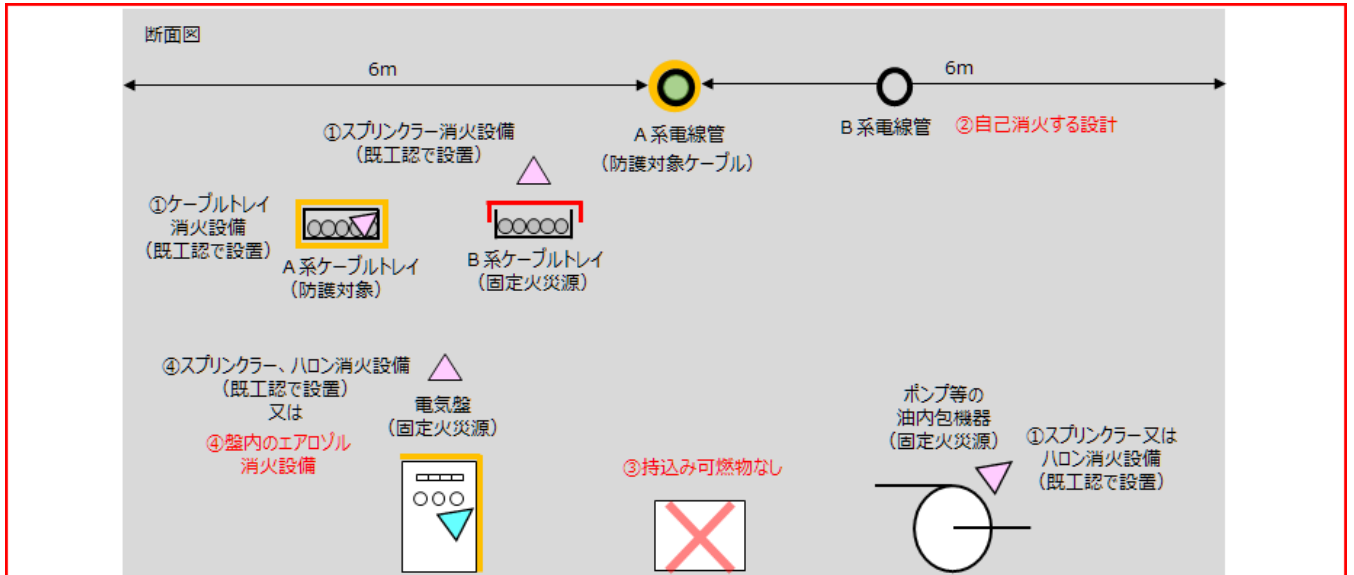 断面図
6m
6m
A系電線管
(防護対象ケーブル)
B系電線管
②自己消火する設計
①スプリンクラー消火設備
(既工認で設置)
①ケーブルトレイ
消火設備
(既工認で設置)
A系ケーブルトレイ
(防護対象)
B系ケーブルトレイ
(固定火災源)
④スプリンクラー、ハロン消火設備
(既工認で設置)
又は
④盤内のエアロゾル
消火設備
電気盤
(固定火災源)
③持込み可燃物なし
ポンプ等の
油内包機器
(固定火災源)
①スプリンクラー又は
ハロン消火設備
(既工認で設置)